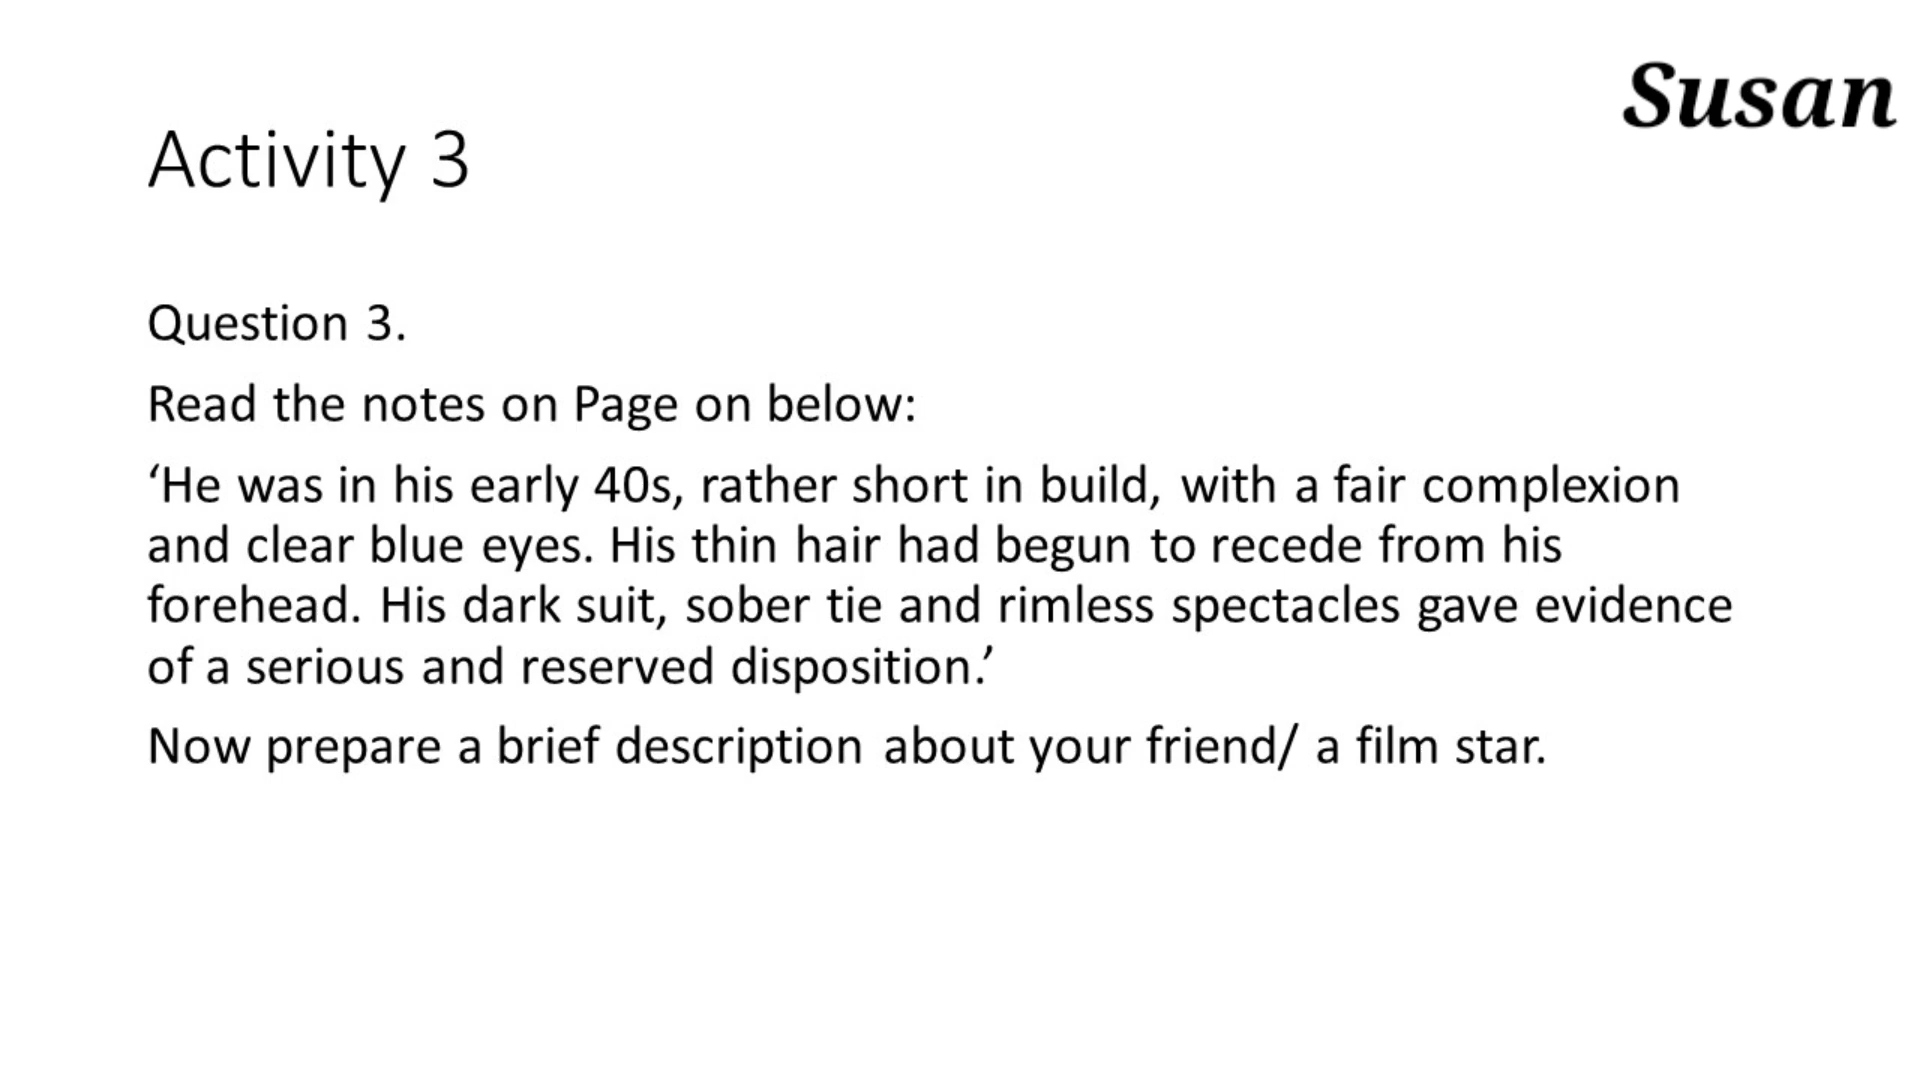 Susan
Activity 3
Question 3.
Read the notes on Page on below:
‘He was in his early 40s, rather short in build, with a fair complexion
and clear blue eyes. His thin hair had begun to recede from his
forehead. His dark suit, sober tie and rimless spectacles gave evidence
of a serious and reserved disposition.’
Now prepare a brief description about your friend/ a film star.